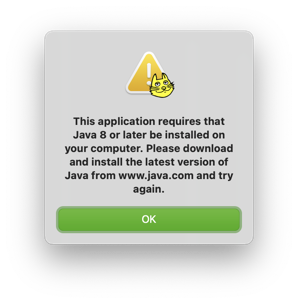 This application requires that
Java 8 or later be installed on
your computer. Please download
and install the latest version of
Java from www.java.com and try
again.
OK